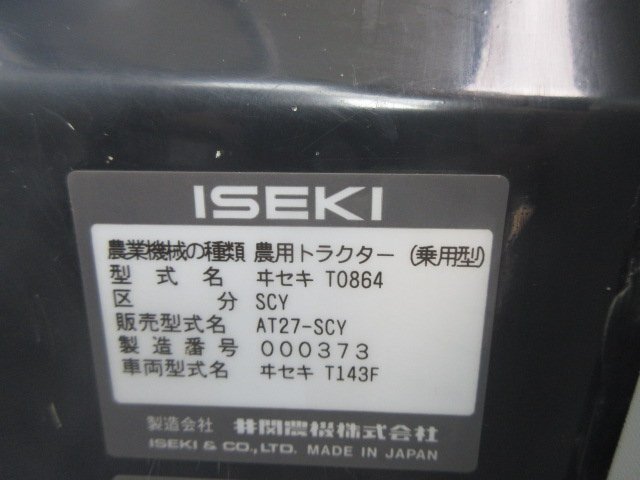 ISEKI
農業機械の種類 農用トラクター (乗用型)
型式名 ヰセキ T0864
区分 SCY
販売型式名 AT27-SCY
製造番号 000373
車両型式名 ヰセキ T143F
製造会社 井関農機株式会社
ISEKI & CO.,LTD. MADE IN JAPAN